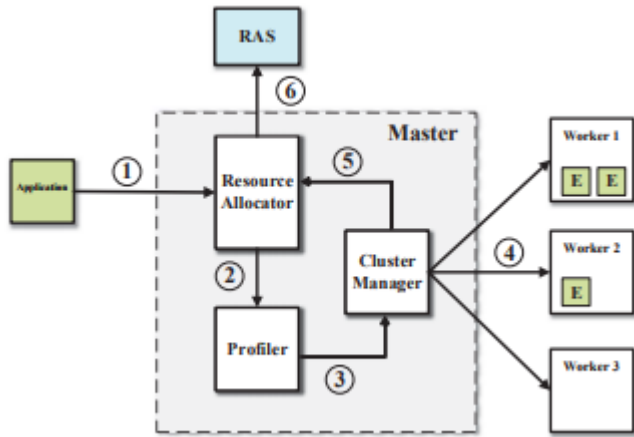 RAS
6
Master
Worker 1
1
5
Application
Resource
Allocator
E E
Worker 2
2
Cluster
Manager
4
E
Profiler
3
Worker 3